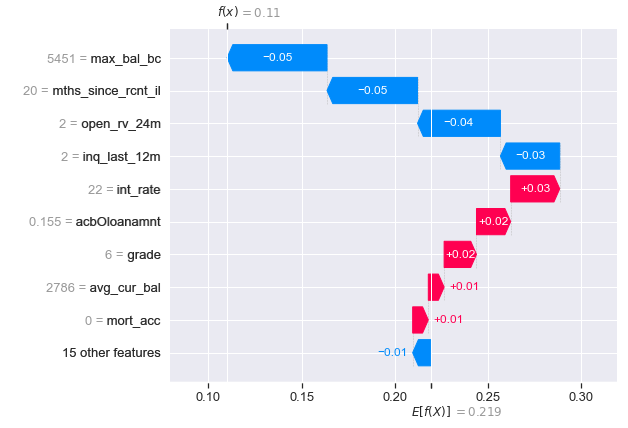 f(x) = 0.11
5451 = max_bal_bc −0.05
20 = mths_since_rcnt_il −0.05
2 = open_rv_24m −0.04
2 = inq_last_12m −0.03
22 = int_rate +0.03
0.155 = acbOloanamnt +0.02
6 = grade +0.02
2786 = avg_cur_bal +0.01
0 = mort_acc +0.01
15 other features −0.01
0.10 0.15 0.20 0.25 0.30
E[f(X)] = 0.219